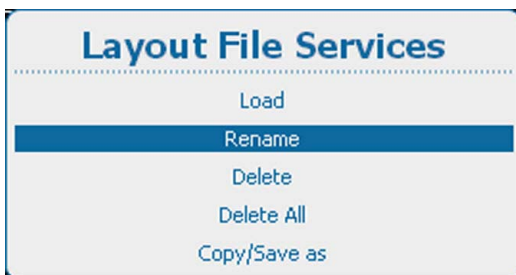 Layout File Services
Load
Rename
Delete
Delete All
Copy/Save as